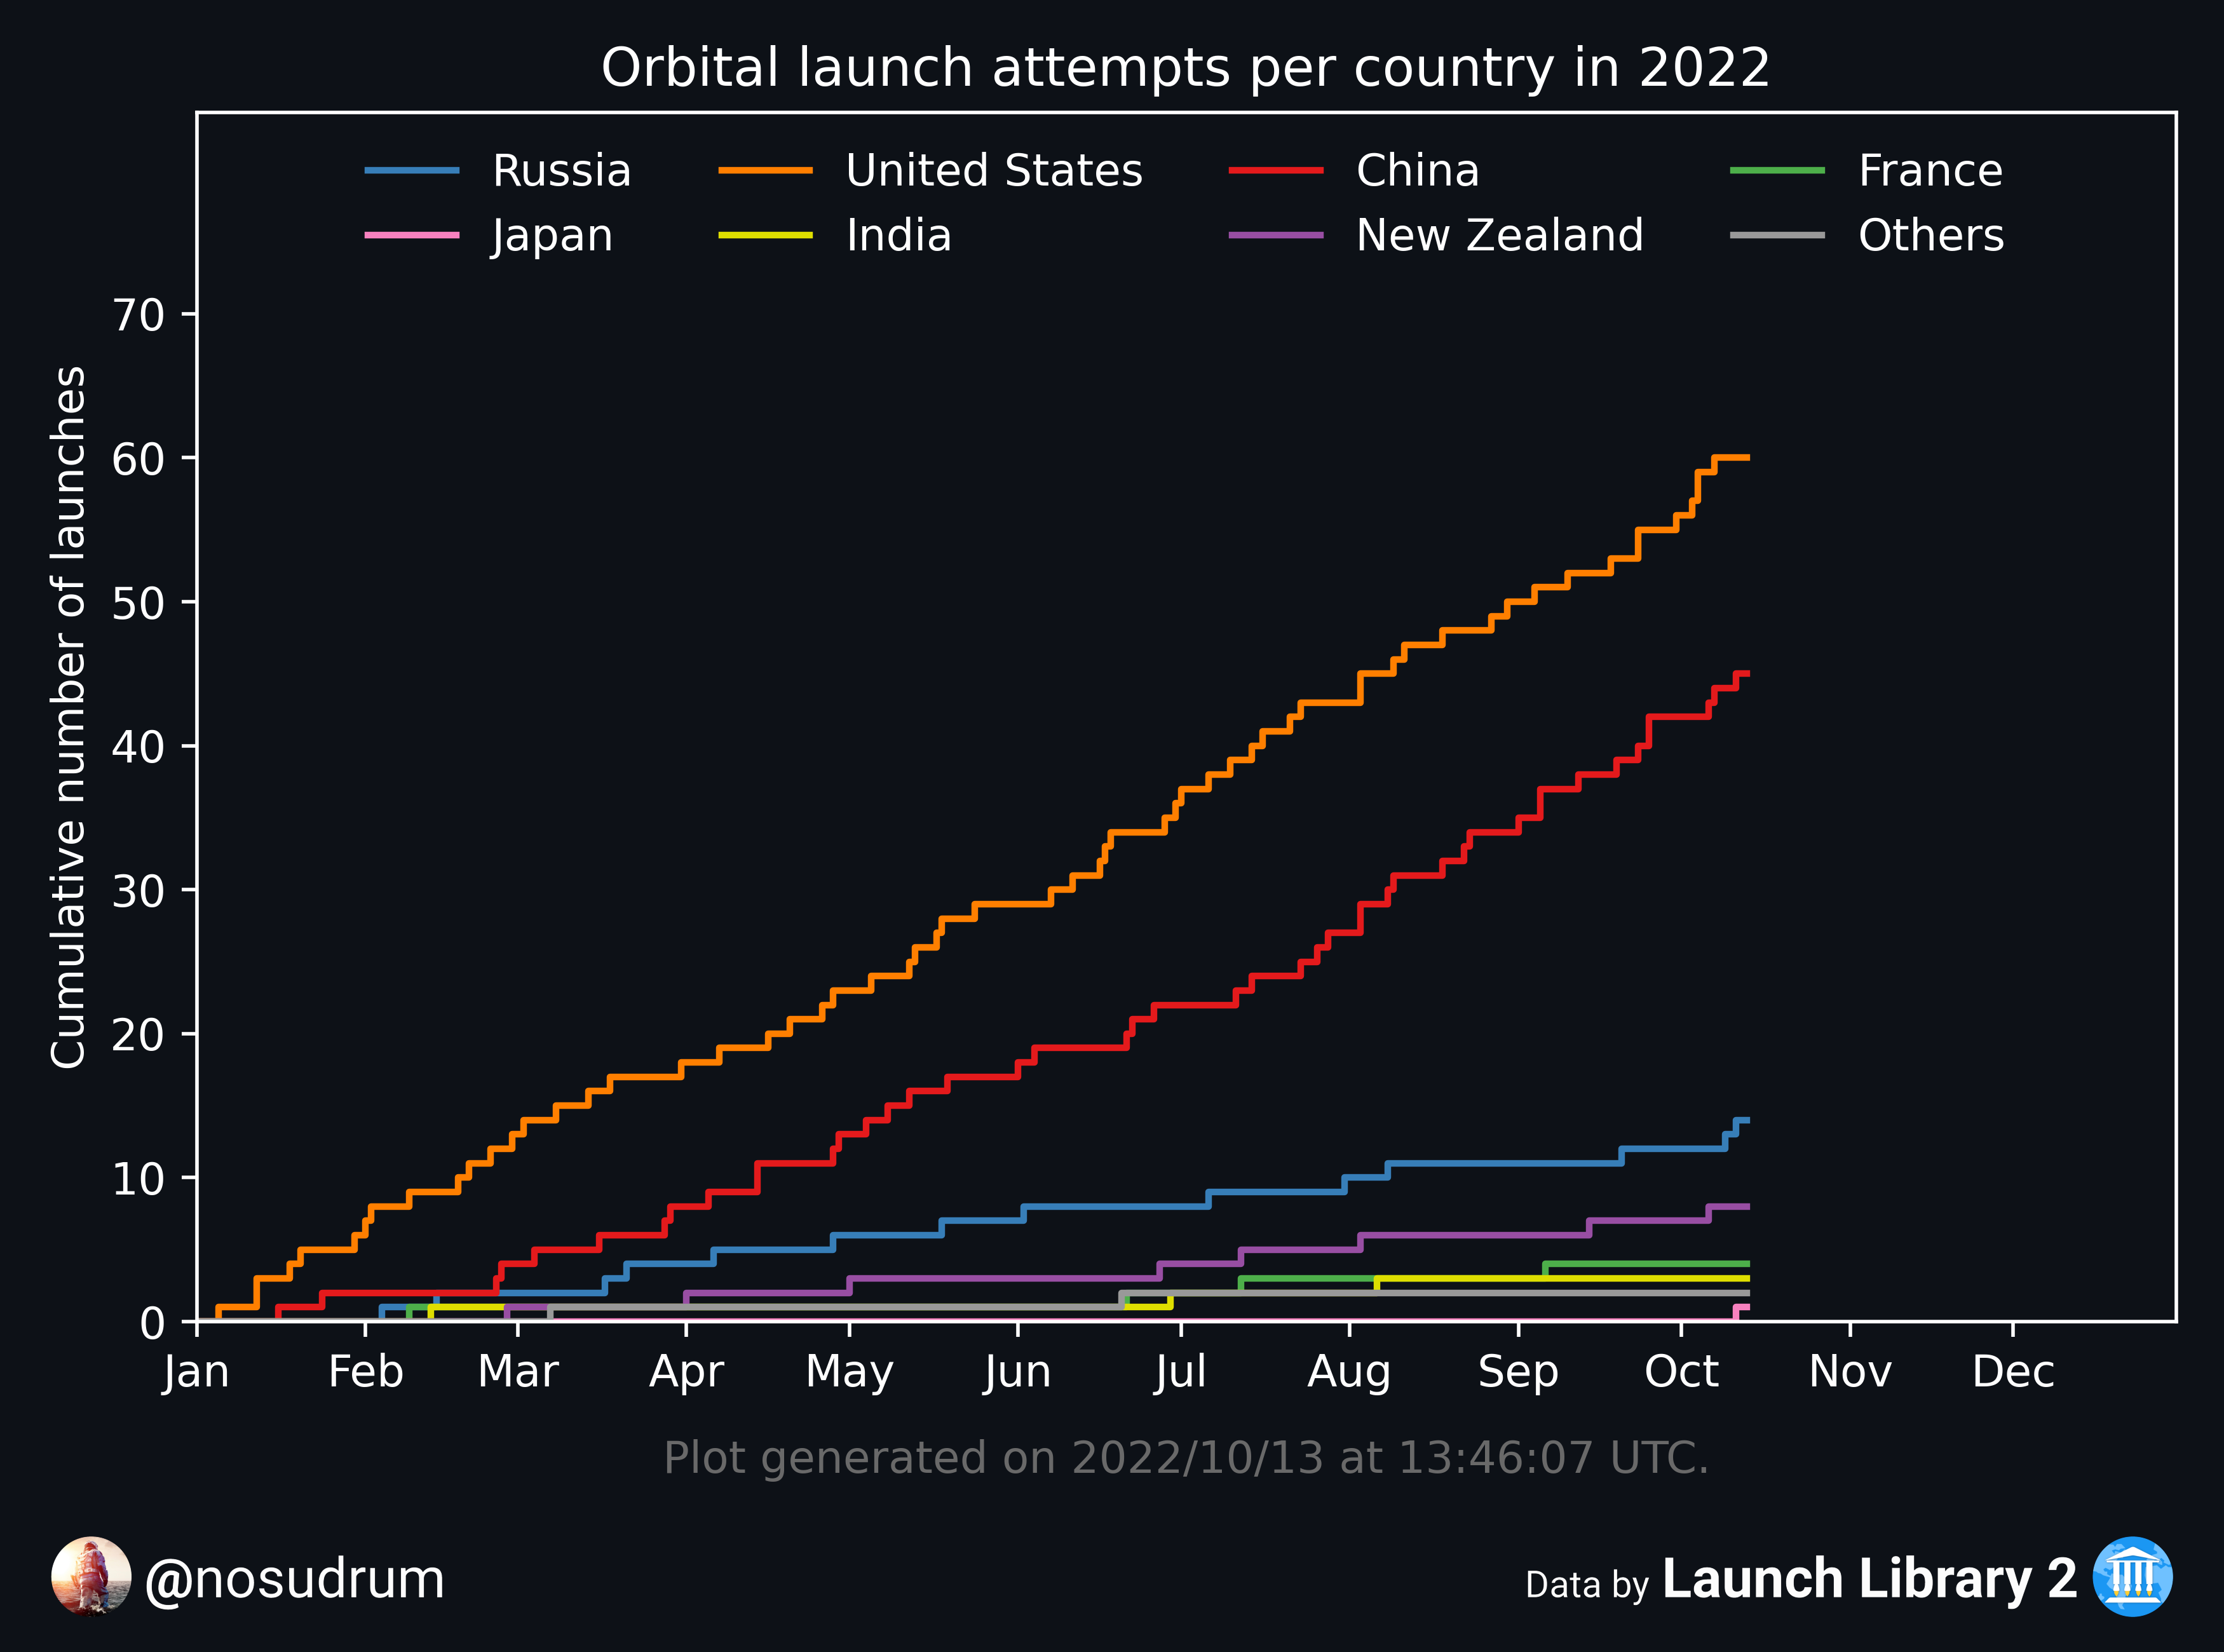 Orbital launch attempts per country in 2022
Russia United States China France
Japan India New Zealand Others
Cumulative number of launches
70
60
50
40
30
20
10
0
Jan Feb Mar Apr May Jun Jul Aug Sep Oct Nov Dec
Plot generated on 2022/10/13 at 13:46:07 UTC.
@nosudrum
Data by Launch Library 2